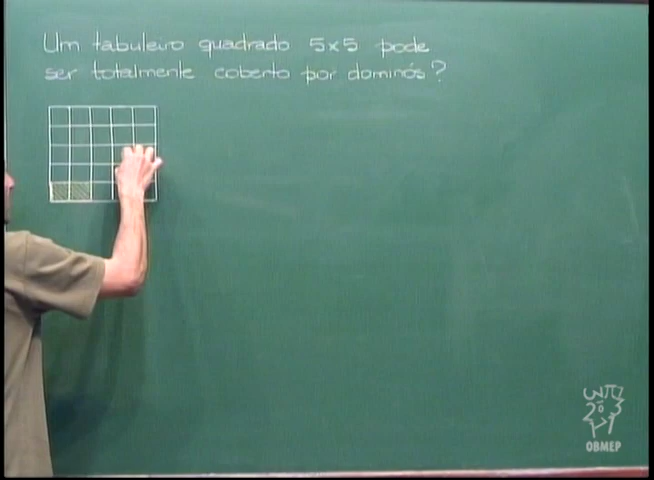 Um tabuleiro quadrado 5x5 pode
ser totalmente coberto por dominós?
OBMEP